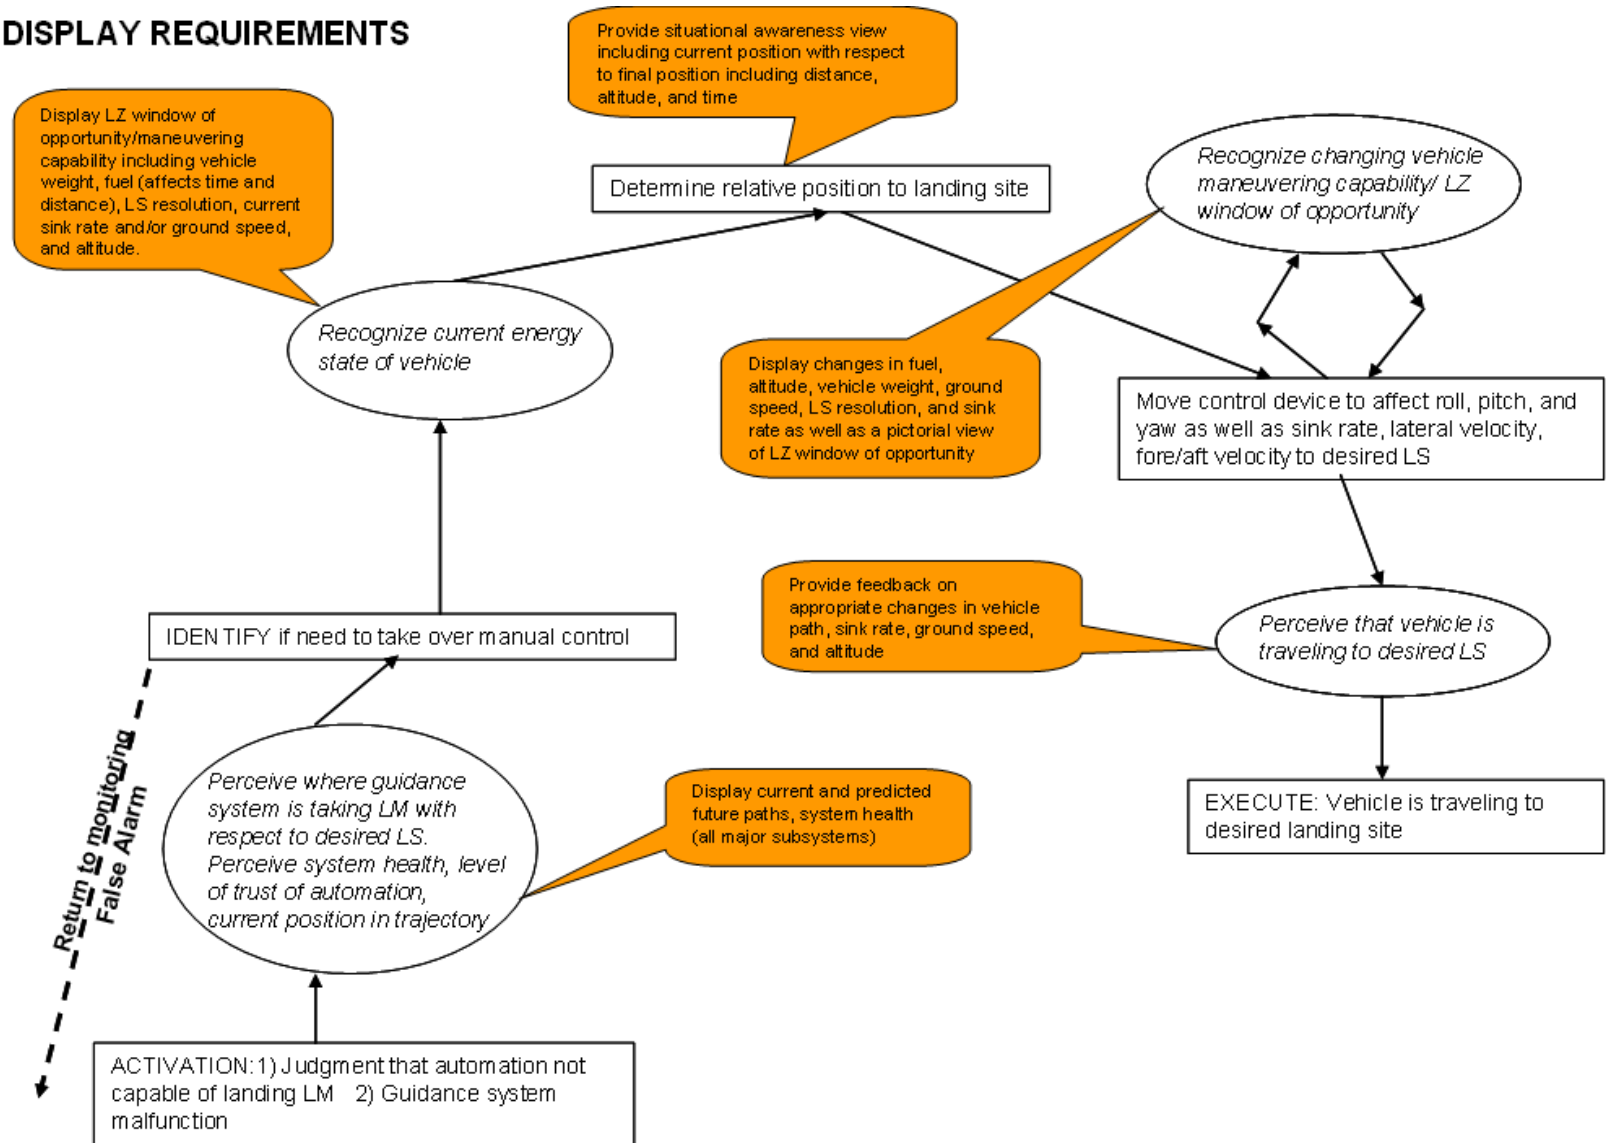 DISPLAY REQUIREMENTS
Provide situational awareness view
including current position with respect
to final position including distance,
altitude, and time
Display LZ window of
opportunity/maneuvering
capability including vehicle
weight, fuel (affects time and
distance), LS resolution, current
sink rate and/or ground speed,
and altitude.
Determine relative position to landing site
Recognize changing vehicle
maneuvering capability/ LZ
window of opportunity
Recognize current energy
state of vehicle
Display changes in fuel,
attitude, vehicle weight, ground
speed, LS resolution, and sink
rate as well as a pictorial view
of LZ window of opportunity
Move control device to affect roll, pitch, and
yaw as well as sink rate, lateral velocity,
fore/aft velocity to desired LS
Provide feedback on
appropriate changes in vehicle
path, sink rate, ground speed,
and altitude
IDENTIFY if need to take over manual control
Perceive that vehicle is
traveling to desired LS
Return to monitoring
False Alarm
Perceive where guidance
system is taking LM with
respect to desired LS.
Perceive system health, level
of trust of automation,
current position in trajectory
Display current and predicted
future paths, system health
(all major subsystems)
EXECUTE: Vehicle is traveling to
desired landing site
ACTIVATION:1) Judgment that automation not
capable of landing LM 2) Guidance system
malfunction